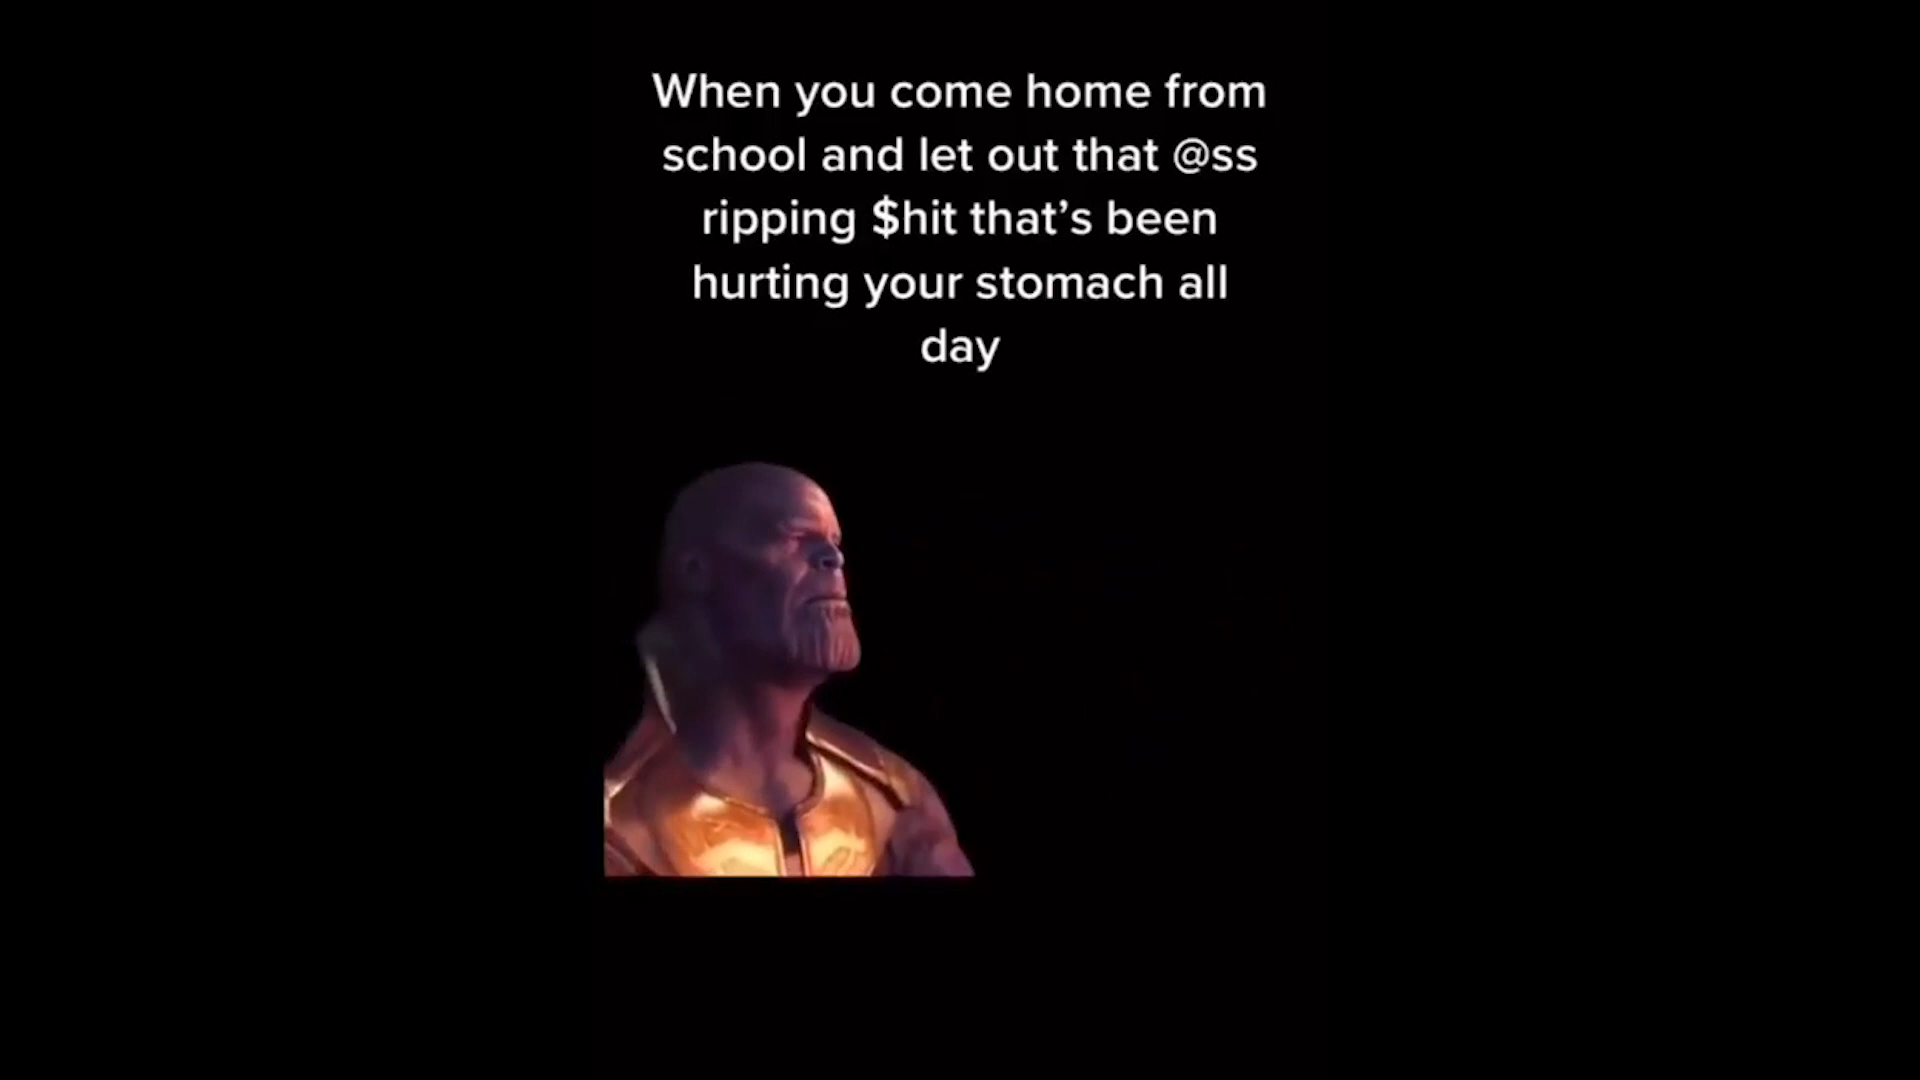 When you come home from
school and let out that @ss
ripping $hit that’s been
hurting your stomach all
day